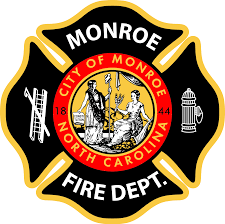 MONROE
CITY OF MONROE
18 44
NORTH CAROLINA
FIRE DEPT.